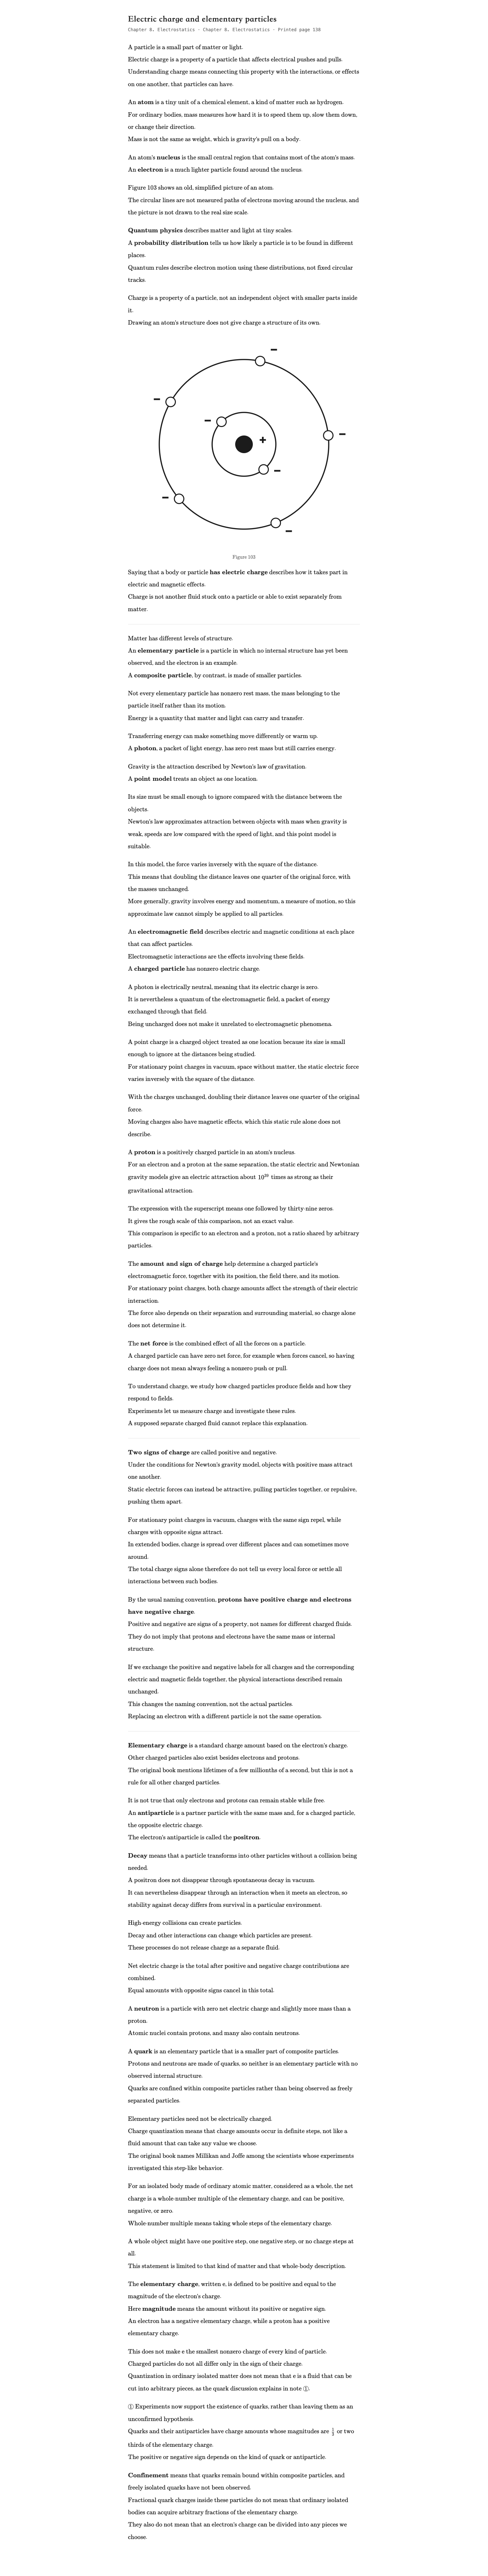 Electric charge and elementary particles
Chapter 8. Electrostatics · Chapter 8. Electrostatics · Printed page 138
A particle is a small part of matter or light.
Electric charge is a property of a particle that affects electrical pushes and pulls.
Understanding charge means connecting this property with the interactions, or effects
on one another, that particles can have.
An atom is a tiny unit of a chemical element, a kind of matter such as hydrogen.
For ordinary bodies, mass measures how hard it is to speed them up, slow them down,
or change their direction.
Mass is not the same as weight, which is gravity's pull on a body.
An atom's nucleus is the small central region that contains most of the atom's mass.
An electron is a much lighter particle found around the nucleus.
Figure 103 shows an old, simplified picture of an atom.
The circular lines are not measured paths of electrons moving around the nucleus, and
the picture is not drawn to the real size scale.
Quantum physics describes matter and light at tiny scales.
A probability distribution tells us how likely a particle is to be found in different
places.
Quantum rules describe electron motion using these distributions, not fixed circular
tracks.
Charge is a property of a particle, not an independent object with smaller parts inside
it.
Drawing an atom's structure does not give charge a structure of its own.
−
−
−
+
−
−
−
−
Figure 103
Saying that a body or particle has electric charge describes how it takes part in
electric and magnetic effects.
Charge is not another fluid stuck onto a particle or able to exist separately from
matter.
Matter has different levels of structure.
An elementary particle is a particle in which no internal structure has yet been
observed, and the electron is an example.
A composite particle, by contrast, is made of smaller particles.
Not every elementary particle has nonzero rest mass, the mass belonging to the
particle itself rather than its motion.
Energy is a quantity that matter and light can carry and transfer.
Transferring energy can make something move differently or warm up.
A photon, a packet of light energy, has zero rest mass but still carries energy.
Gravity is the attraction described by Newton's law of gravitation.
A point model treats an object as one location.
Its size must be small enough to ignore compared with the distance between the
objects.
Newton's law approximates attraction between objects with mass when gravity is
weak, speeds are low compared with the speed of light, and this point model is
suitable.
In this model, the force varies inversely with the square of the distance.
This means that doubling the distance leaves one quarter of the original force, with
the masses unchanged.
More generally, gravity involves energy and momentum, a measure of motion, so this
approximate law cannot simply be applied to all particles.
An electromagnetic field describes electric and magnetic conditions at each place
that can affect particles.
Electromagnetic interactions are the effects involving these fields.
A charged particle has nonzero electric charge.
A photon is electrically neutral, meaning that its electric charge is zero.
It is nevertheless a quantum of the electromagnetic field, a packet of energy
exchanged through that field.
Being uncharged does not make it unrelated to electromagnetic phenomena.
A point charge is a charged object treated as one location because its size is small
enough to ignore at the distances being studied.
For stationary point charges in vacuum, space without matter, the static electric force
varies inversely with the square of the distance.
With the charges unchanged, doubling their distance leaves one quarter of the original
force.
Moving charges also have magnetic effects, which this static rule alone does not
describe.
A proton is a positively charged particle in an atom's nucleus.
For an electron and a proton at the same separation, the static electric and Newtonian
gravity models give an electric attraction about 10³⁹ times as strong as their
gravitational attraction.
The expression with the superscript means one followed by thirty-nine zeros.
It gives the rough scale of this comparison, not an exact value.
This comparison is specific to an electron and a proton, not a ratio shared by arbitrary
particles.
The amount and sign of charge help determine a charged particle's
electromagnetic force, together with its position, the field there, and its motion.
For stationary point charges, both charge amounts affect the strength of their electric
interaction.
The force also depends on their separation and surrounding material, so charge alone
does not determine it.
The net force is the combined effect of all the forces on a particle.
A charged particle can have zero net force, for example when forces cancel, so having
charge does not mean always feeling a nonzero push or pull.
To understand charge, we study how charged particles produce fields and how they
respond to fields.
Experiments let us measure charge and investigate these rules.
A supposed separate charged fluid cannot replace this explanation.
Two signs of charge are called positive and negative.
Under the conditions for Newton's gravity model, objects with positive mass attract
one another.
Static electric forces can instead be attractive, pulling particles together, or repulsive,
pushing them apart.
For stationary point charges in vacuum, charges with the same sign repel, while
charges with opposite signs attract.
In extended bodies, charge is spread over different places and can sometimes move
around.
The total charge signs alone therefore do not tell us every local force or settle all
interactions between such bodies.
By the usual naming convention, protons have positive charge and electrons
have negative charge.
Positive and negative are signs of a property, not names for different charged fluids.
They do not imply that protons and electrons have the same mass or internal
structure.
If we exchange the positive and negative labels for all charges and the corresponding
electric and magnetic fields together, the physical interactions described remain
unchanged.
This changes the naming convention, not the actual particles.
Replacing an electron with a different particle is not the same operation.
Elementary charge is a standard charge amount based on the electron's charge.
Other charged particles also exist besides electrons and protons.
The original book mentions lifetimes of a few millionths of a second, but this is not a
rule for all other charged particles.
It is not true that only electrons and protons can remain stable while free.
An antiparticle is a partner particle with the same mass and, for a charged particle,
the opposite electric charge.
The electron's antiparticle is called the positron.
Decay means that a particle transforms into other particles without a collision being
needed.
A positron does not disappear through spontaneous decay in vacuum.
It can nevertheless disappear through an interaction when it meets an electron, so
stability against decay differs from survival in a particular environment.
High-energy collisions can create particles.
Decay and other interactions can change which particles are present.
These processes do not release charge as a separate fluid.
Net electric charge is the total after positive and negative charge contributions are
combined.
Equal amounts with opposite signs cancel in this total.
A neutron is a particle with zero net electric charge and slightly more mass than a
proton.
Atomic nuclei contain protons, and many also contain neutrons.
A quark is an elementary particle that is a smaller part of composite particles.
Protons and neutrons are made of quarks, so neither is an elementary particle with no
observed internal structure.
Quarks are confined within composite particles rather than being observed as freely
separated particles.
Elementary particles need not be electrically charged.
Charge quantization means that charge amounts occur in definite steps, not like a
fluid amount that can take any value we choose.
The original book names Millikan and Joffe among the scientists whose experiments
investigated this step-like behavior.
For an isolated body made of ordinary atomic matter, considered as a whole, the net
charge is a whole-number multiple of the elementary charge, and can be positive,
negative, or zero.
Whole-number multiple means taking whole steps of the elementary charge.
A whole object might have one positive step, one negative step, or no charge steps at
all.
This statement is limited to that kind of matter and that whole-body description.
The elementary charge, written e, is defined to be positive and equal to the
magnitude of the electron's charge.
Here magnitude means the amount without its positive or negative sign.
An electron has a negative elementary charge, while a proton has a positive
elementary charge.
This does not make e the smallest nonzero charge of every kind of particle.
Charged particles do not all differ only in the sign of their charge.
Quantization in ordinary isolated matter does not mean that e is a fluid that can be
cut into arbitrary pieces, as the quark discussion explains in note ①.
① Experiments now support the existence of quarks, rather than leaving them as an
unconfirmed hypothesis.
Quarks and their antiparticles have charge amounts whose magnitudes are 1/3 or two
thirds of the elementary charge.
The positive or negative sign depends on the kind of quark or antiparticle.
Confinement means that quarks remain bound within composite particles, and
freely isolated quarks have not been observed.
Fractional quark charges inside these particles do not mean that ordinary isolated
bodies can acquire arbitrary fractions of the elementary charge.
They also do not mean that an electron's charge can be divided into any pieces we
choose.